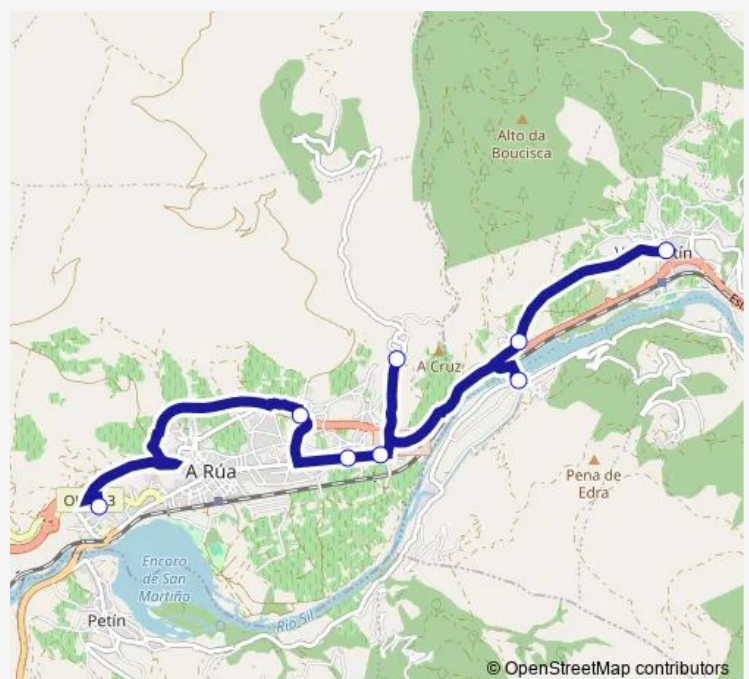 Alto da
Boucisca
A Cruz
A Rúa
Pena de
Edra
Encoro
de San
Martiño
Río Sil
Petín
© OpenStreetMap contributors